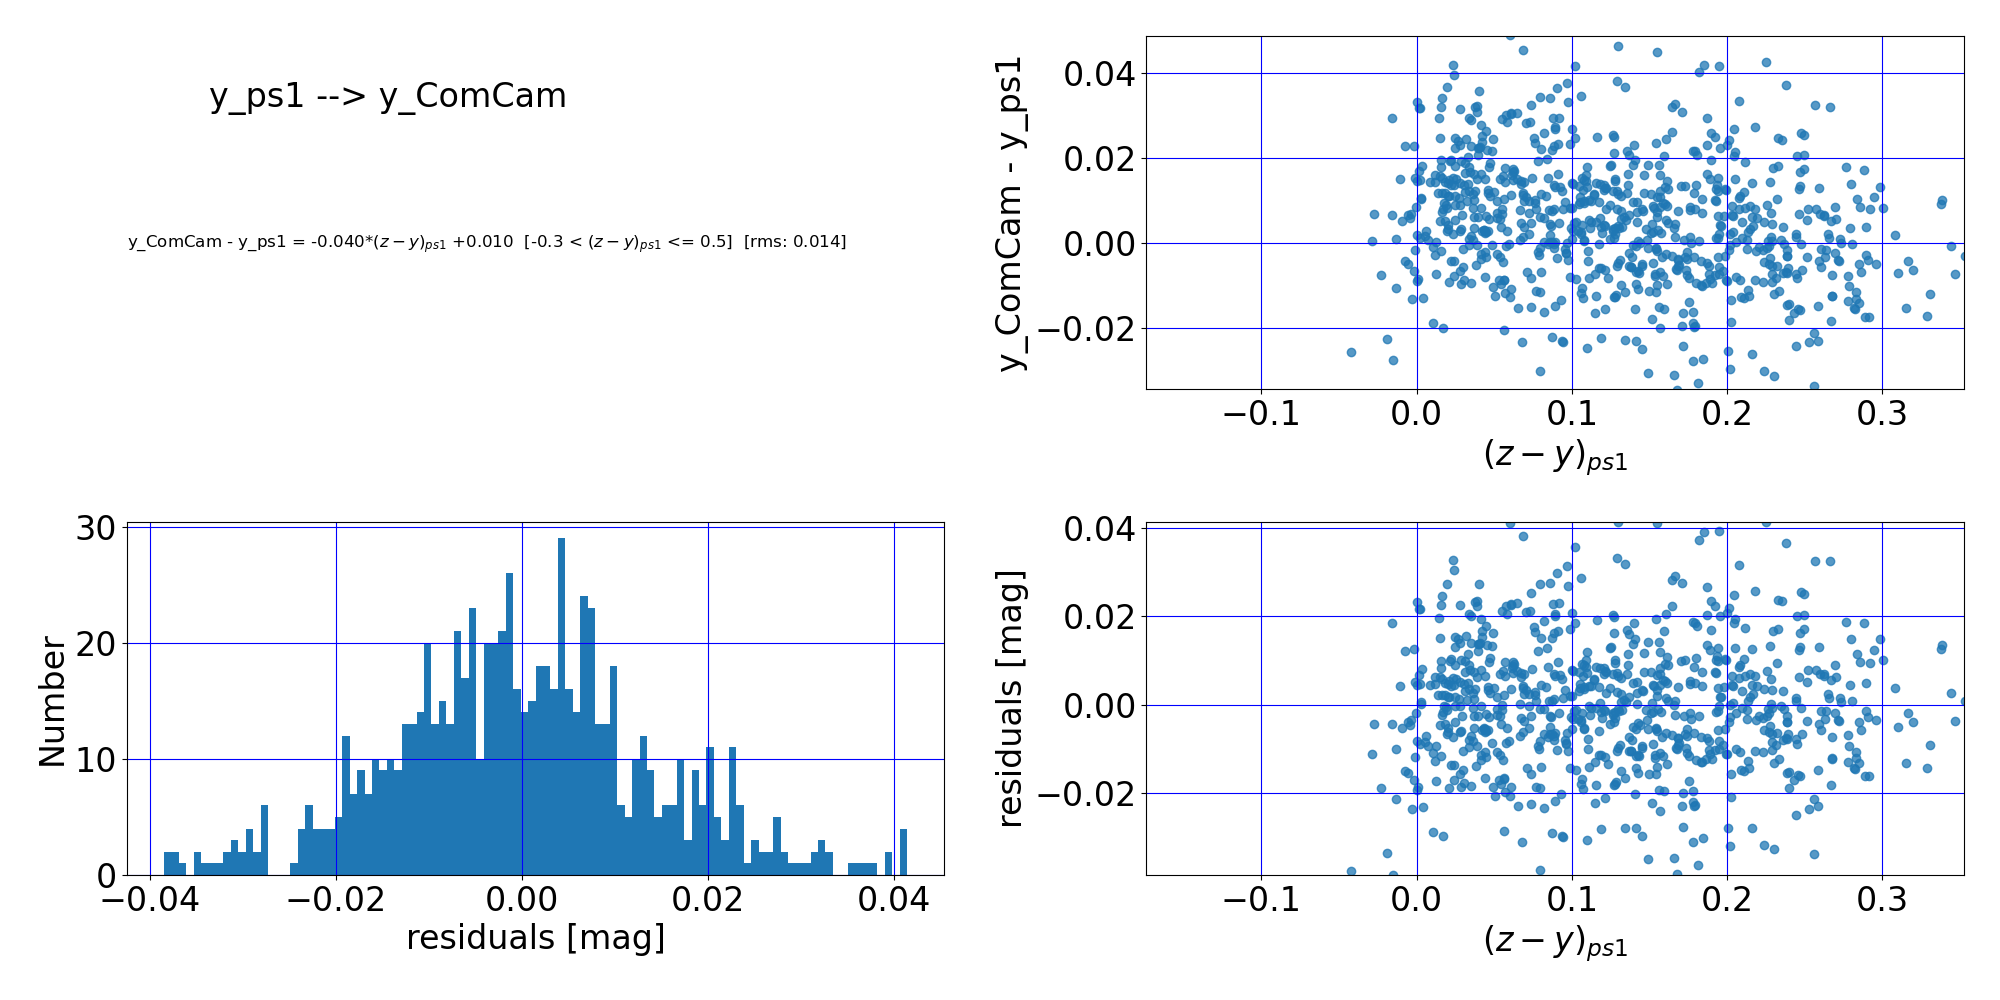 y_ps1 --> y_ComCam
y_ComCam - y_ps1 = -0.040*(z − y)ps1 +0.010  [-0.3 < (z − y)ps1 <= 0.5]  [rms: 0.014]
y_ComCam - y_ps1
0.04
0.02
0.00
−0.02
−0.1 0.0 0.1 0.2 0.3
(z − y)ps1
Number
30
20
10
0
−0.04 −0.02 0.00 0.02 0.04
residuals [mag]
residuals [mag]
0.04
0.02
0.00
−0.02
−0.1 0.0 0.1 0.2 0.3
(z − y)ps1